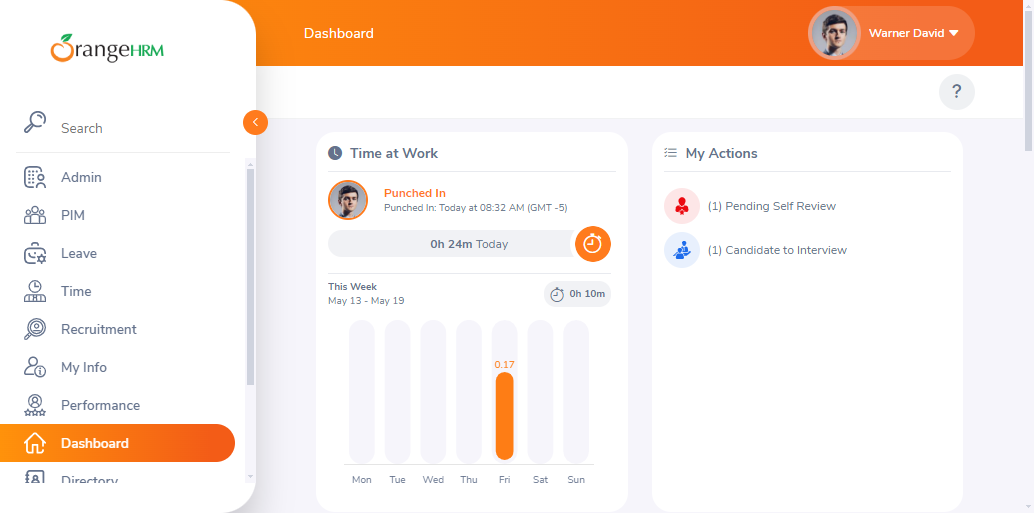 OrangeHRM
Search
Admin
PIM
Leave
Time
Recruitment
My Info
Performance
Dashboard
Directory
Dashboard
Warner David
?
Time at Work
Punched In
Punched In: Today at 08:32 AM (GMT -5)
0h 24m Today
This Week
May 13 - May 19
0h 10m
0.17
Mon Tue Wed Thu Fri Sat Sun
My Actions
(1) Pending Self Review
(1) Candidate to Interview